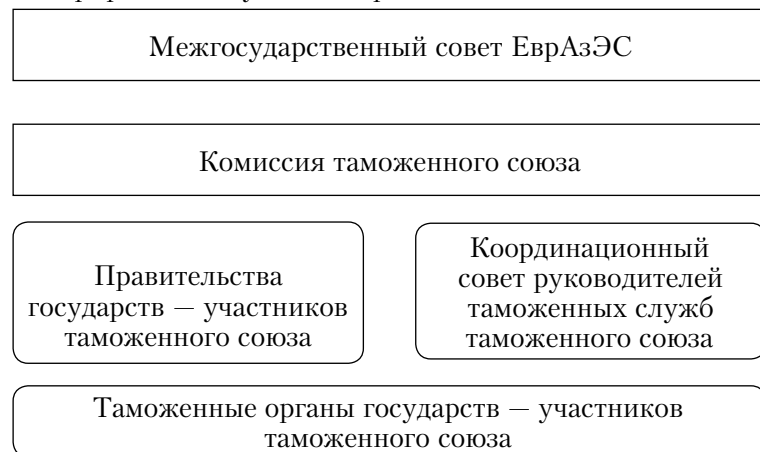 Межгосударственный совет ЕврАзЭС
Комиссия таможенного союза
Правительства
государств — участников
таможенного союза
Координационный
совет руководителей
таможенных служб
таможенного союза
Таможенные органы государств — участников
таможенного союза